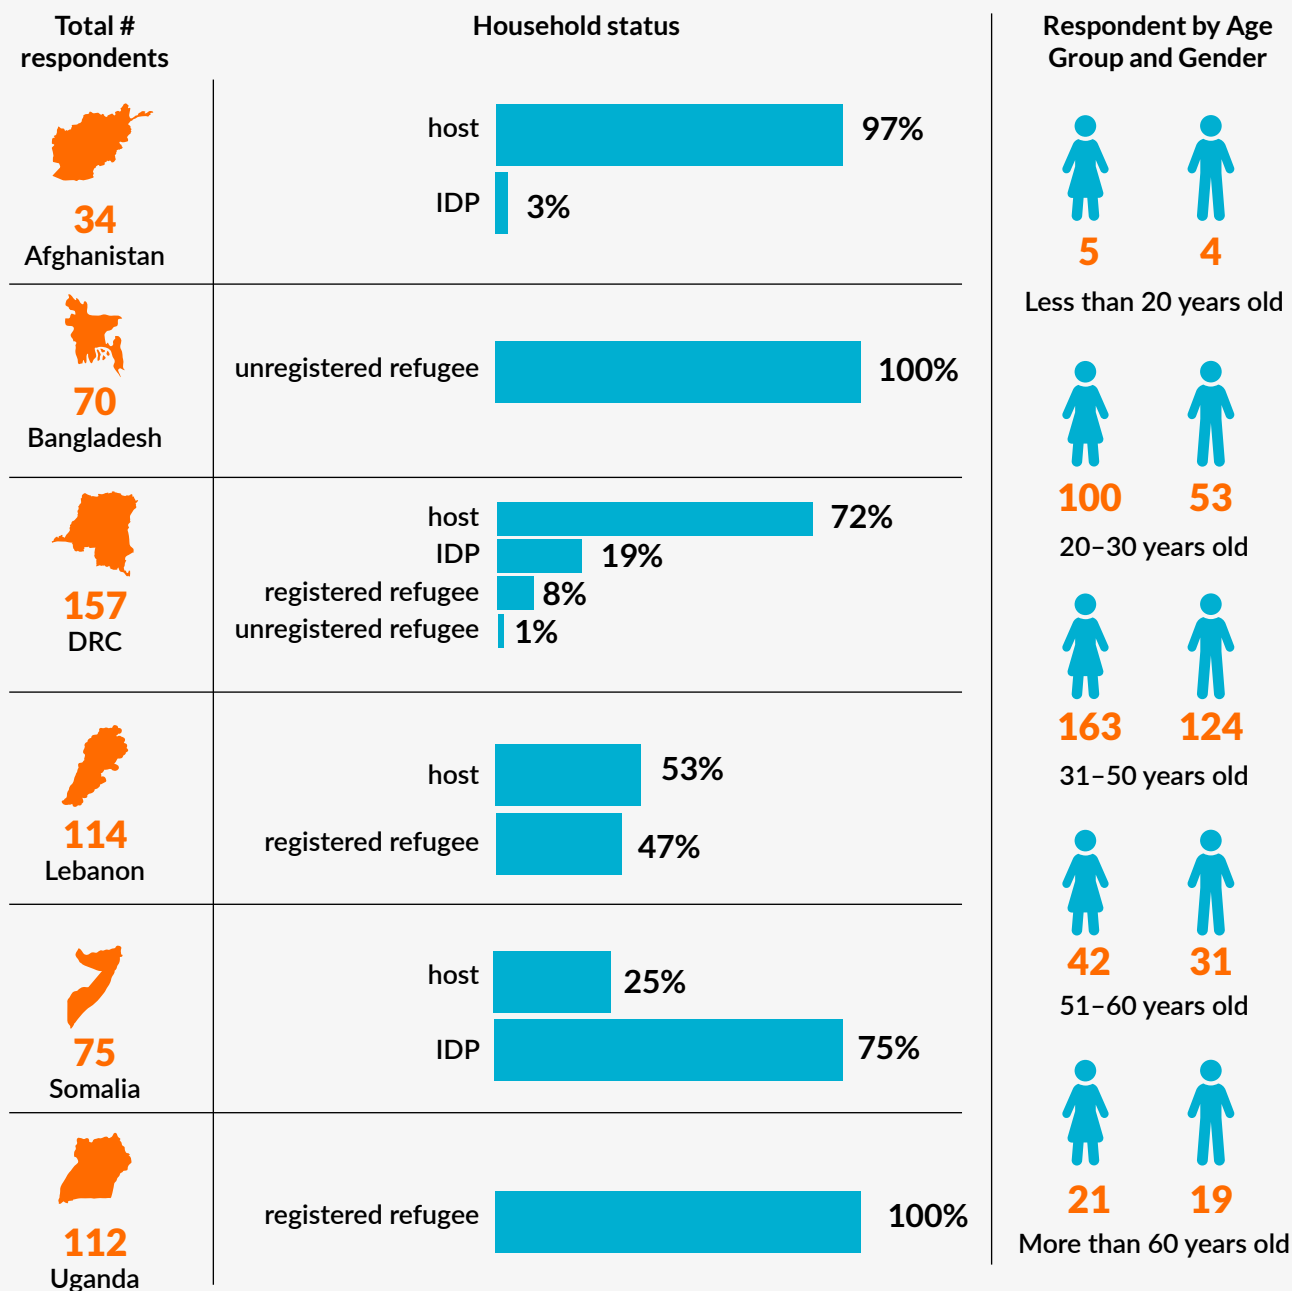 Total #
respondents
Household status
Respondent by Age
Group and Gender
34
Afghanistan
host 97%
IDP 3%
70
Bangladesh
unregistered refugee 100%
157
DRC
host 72%
IDP 19%
registered refugee 8%
unregistered refugee 1%
114
Lebanon
host 53%
registered refugee 47%
75
Somalia
host 25%
IDP 75%
112
Uganda
registered refugee 100%
5 4
Less than 20 years old
100 53
20–30 years old
163 124
31–50 years old
42 31
51–60 years old
21 19
More than 60 years old